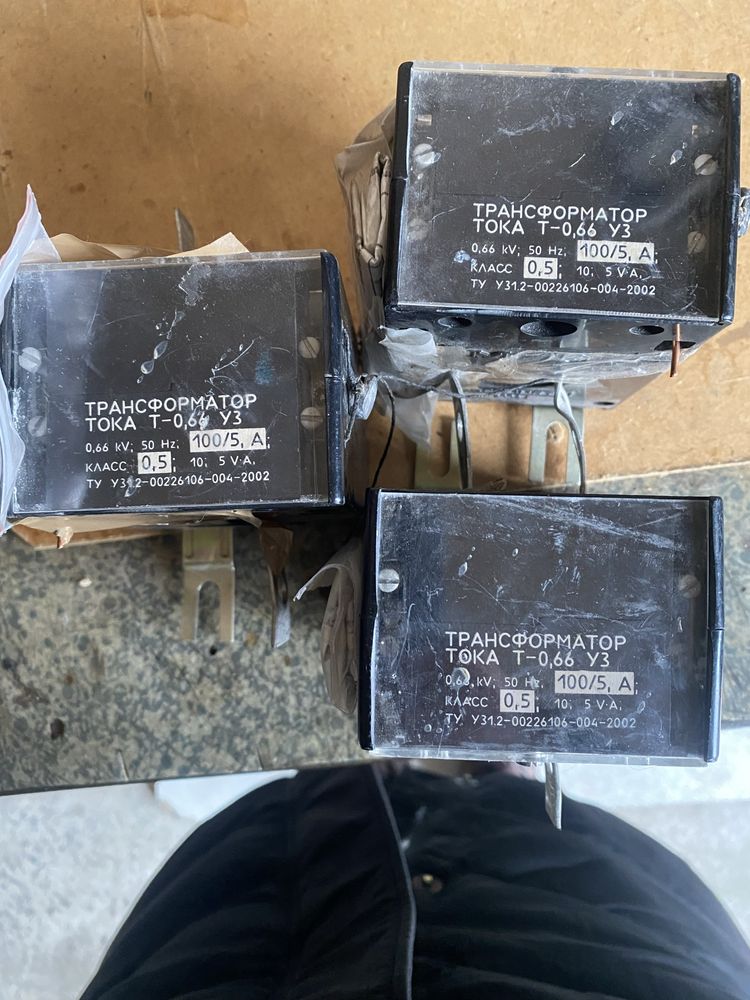 ТРАНСФОРМАТОР
ТОКА Т-0,66 У3
0.66 kV; 50 Hz; 100/5, А;
КЛАСС 0,5; 10; 5 V·A,
ТУ У31.2-00226106-004-2002
ТРАНСФОРМАТОР
ТОКА Т-0,66 У3
0,66 kV; 50 Hz; 100/5, А;
КЛАСС 0,5; 10; 5 V·A,
ТУ У31.2-00226106-004-2002
ТРАНСФОРМАТОР
ТОКА Т-0,66 У3
0,66 kV; 50 Hz, 100/5, А;
КЛАСС 0,5; 10; 5 V·A,
ТУ У31.2-00226106-004-2002